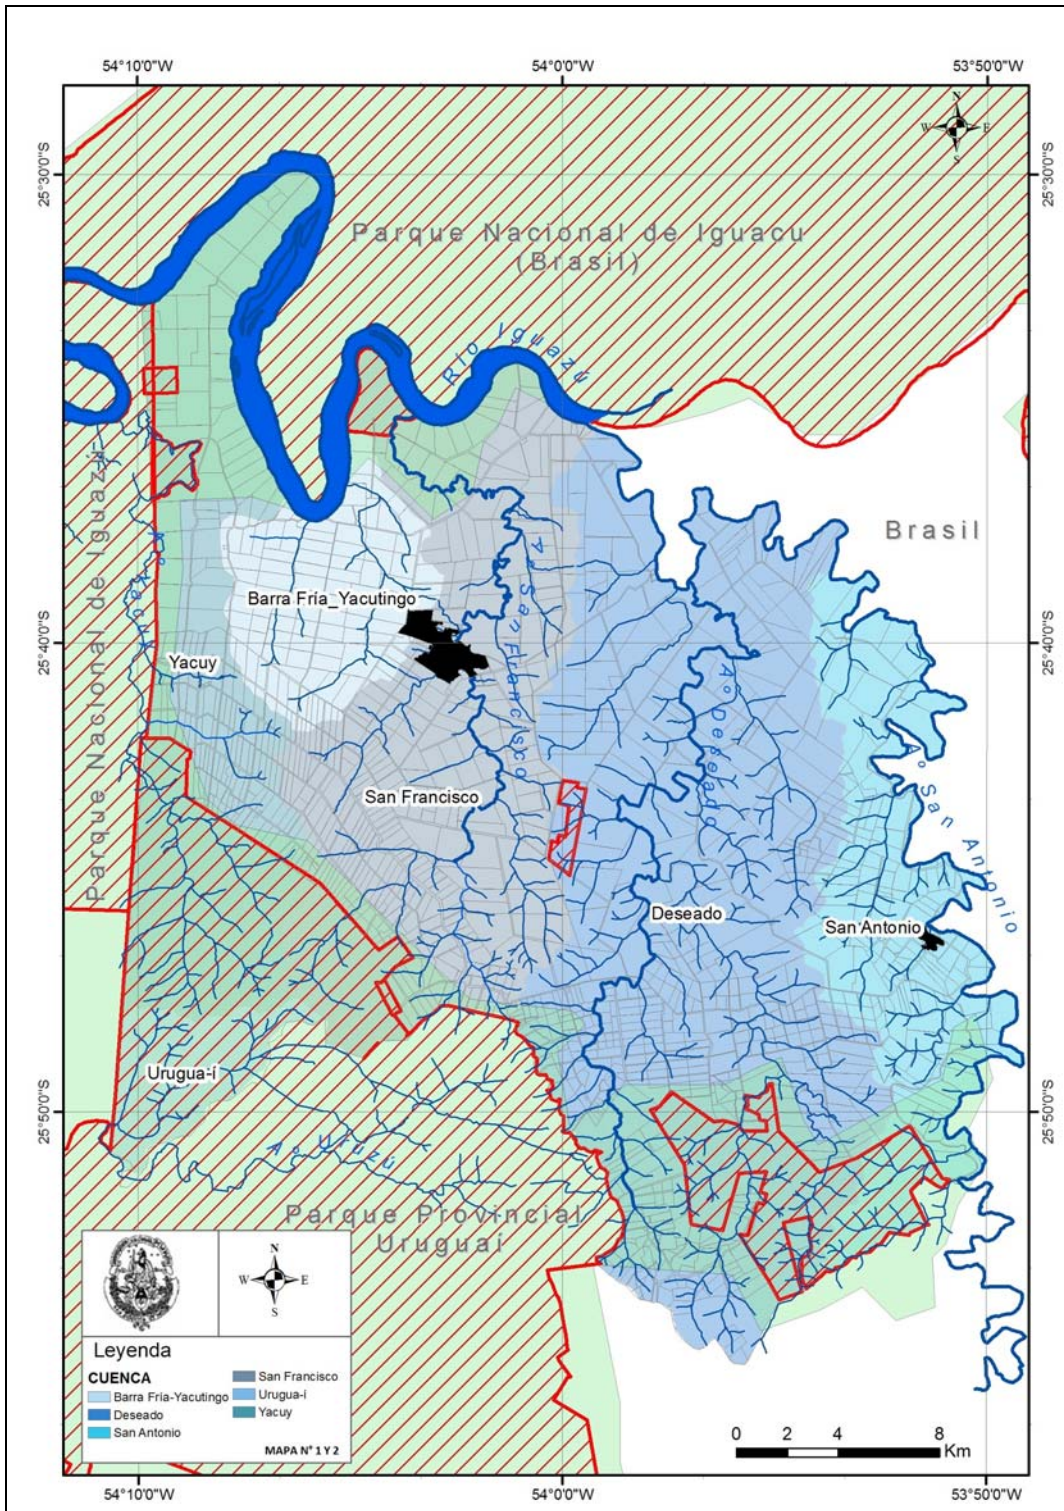 54°10'0"W
54°0'0"W
53°50'0"W
N
W E
S
25°30'0"S
25°30'0"S
Parque Nacional de Iguacu
(Brasil)
Río Iguazú
Parque Nacional de Iguazú
Brasil
A° Yacuy
A° San Francisco
Barra Fría_Yacutingo
25°40'0"S
25°40'0"S
Yacuy
A° Deseado
San Francisco
A° San Antonio
Deseado
San Antonio
Urugua-í
25°50'0"S
25°50'0"S
A° Uruzú
Parque Provincial
Uruguaí
N
W E
S
Leyenda
CUENCA
Barra Fría-Yacutingo
Deseado
San Antonio
San Francisco
Urugua-í
Yacuy
MAPA N° 1 Y 2
0 2 4 8
Km
54°10'0"W
54°0'0"W
53°50'0"W